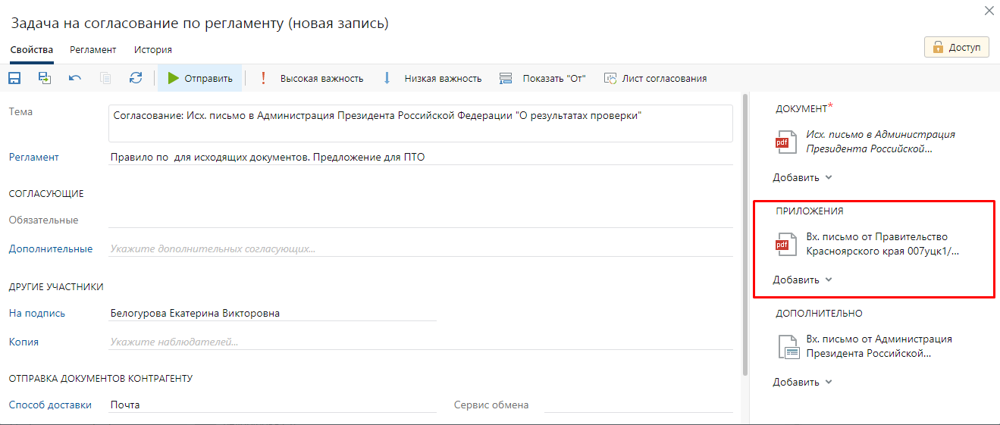 Задача на согласование по регламенту (новая запись)
Свойства Регламент История
Доступ
Отправить Высокая важность Низкая важность Показать "От" Лист согласования
Тема
Согласование: Исх. письмо в Администрация Президента Российской Федерации "О результатах проверки"
Регламент Правило по для исходящих документов. Предложение для ПТО
СОГЛАСУЮЩИЕ
Обязательные
Дополнительные Укажите дополнительных согласующих...
ДРУГИЕ УЧАСТНИКИ
На подпись Белогурова Екатерина Викторовна
Копия Укажите наблюдателей...
ОТПРАВКА ДОКУМЕНТОВ КОНТРАГЕНТУ
Способ доставки Почта Сервис обмена
ДОКУМЕНТ*
pdf
Исх. письмо в Администрация
Президента Российской...
Добавить
ПРИЛОЖЕНИЯ
pdf
Вх. письмо от Правительство
Красноярского края 007уцк1/...
Добавить
ДОПОЛНИТЕЛЬНО
Вх. письмо от Администрация
Президента Российской...
Добавить